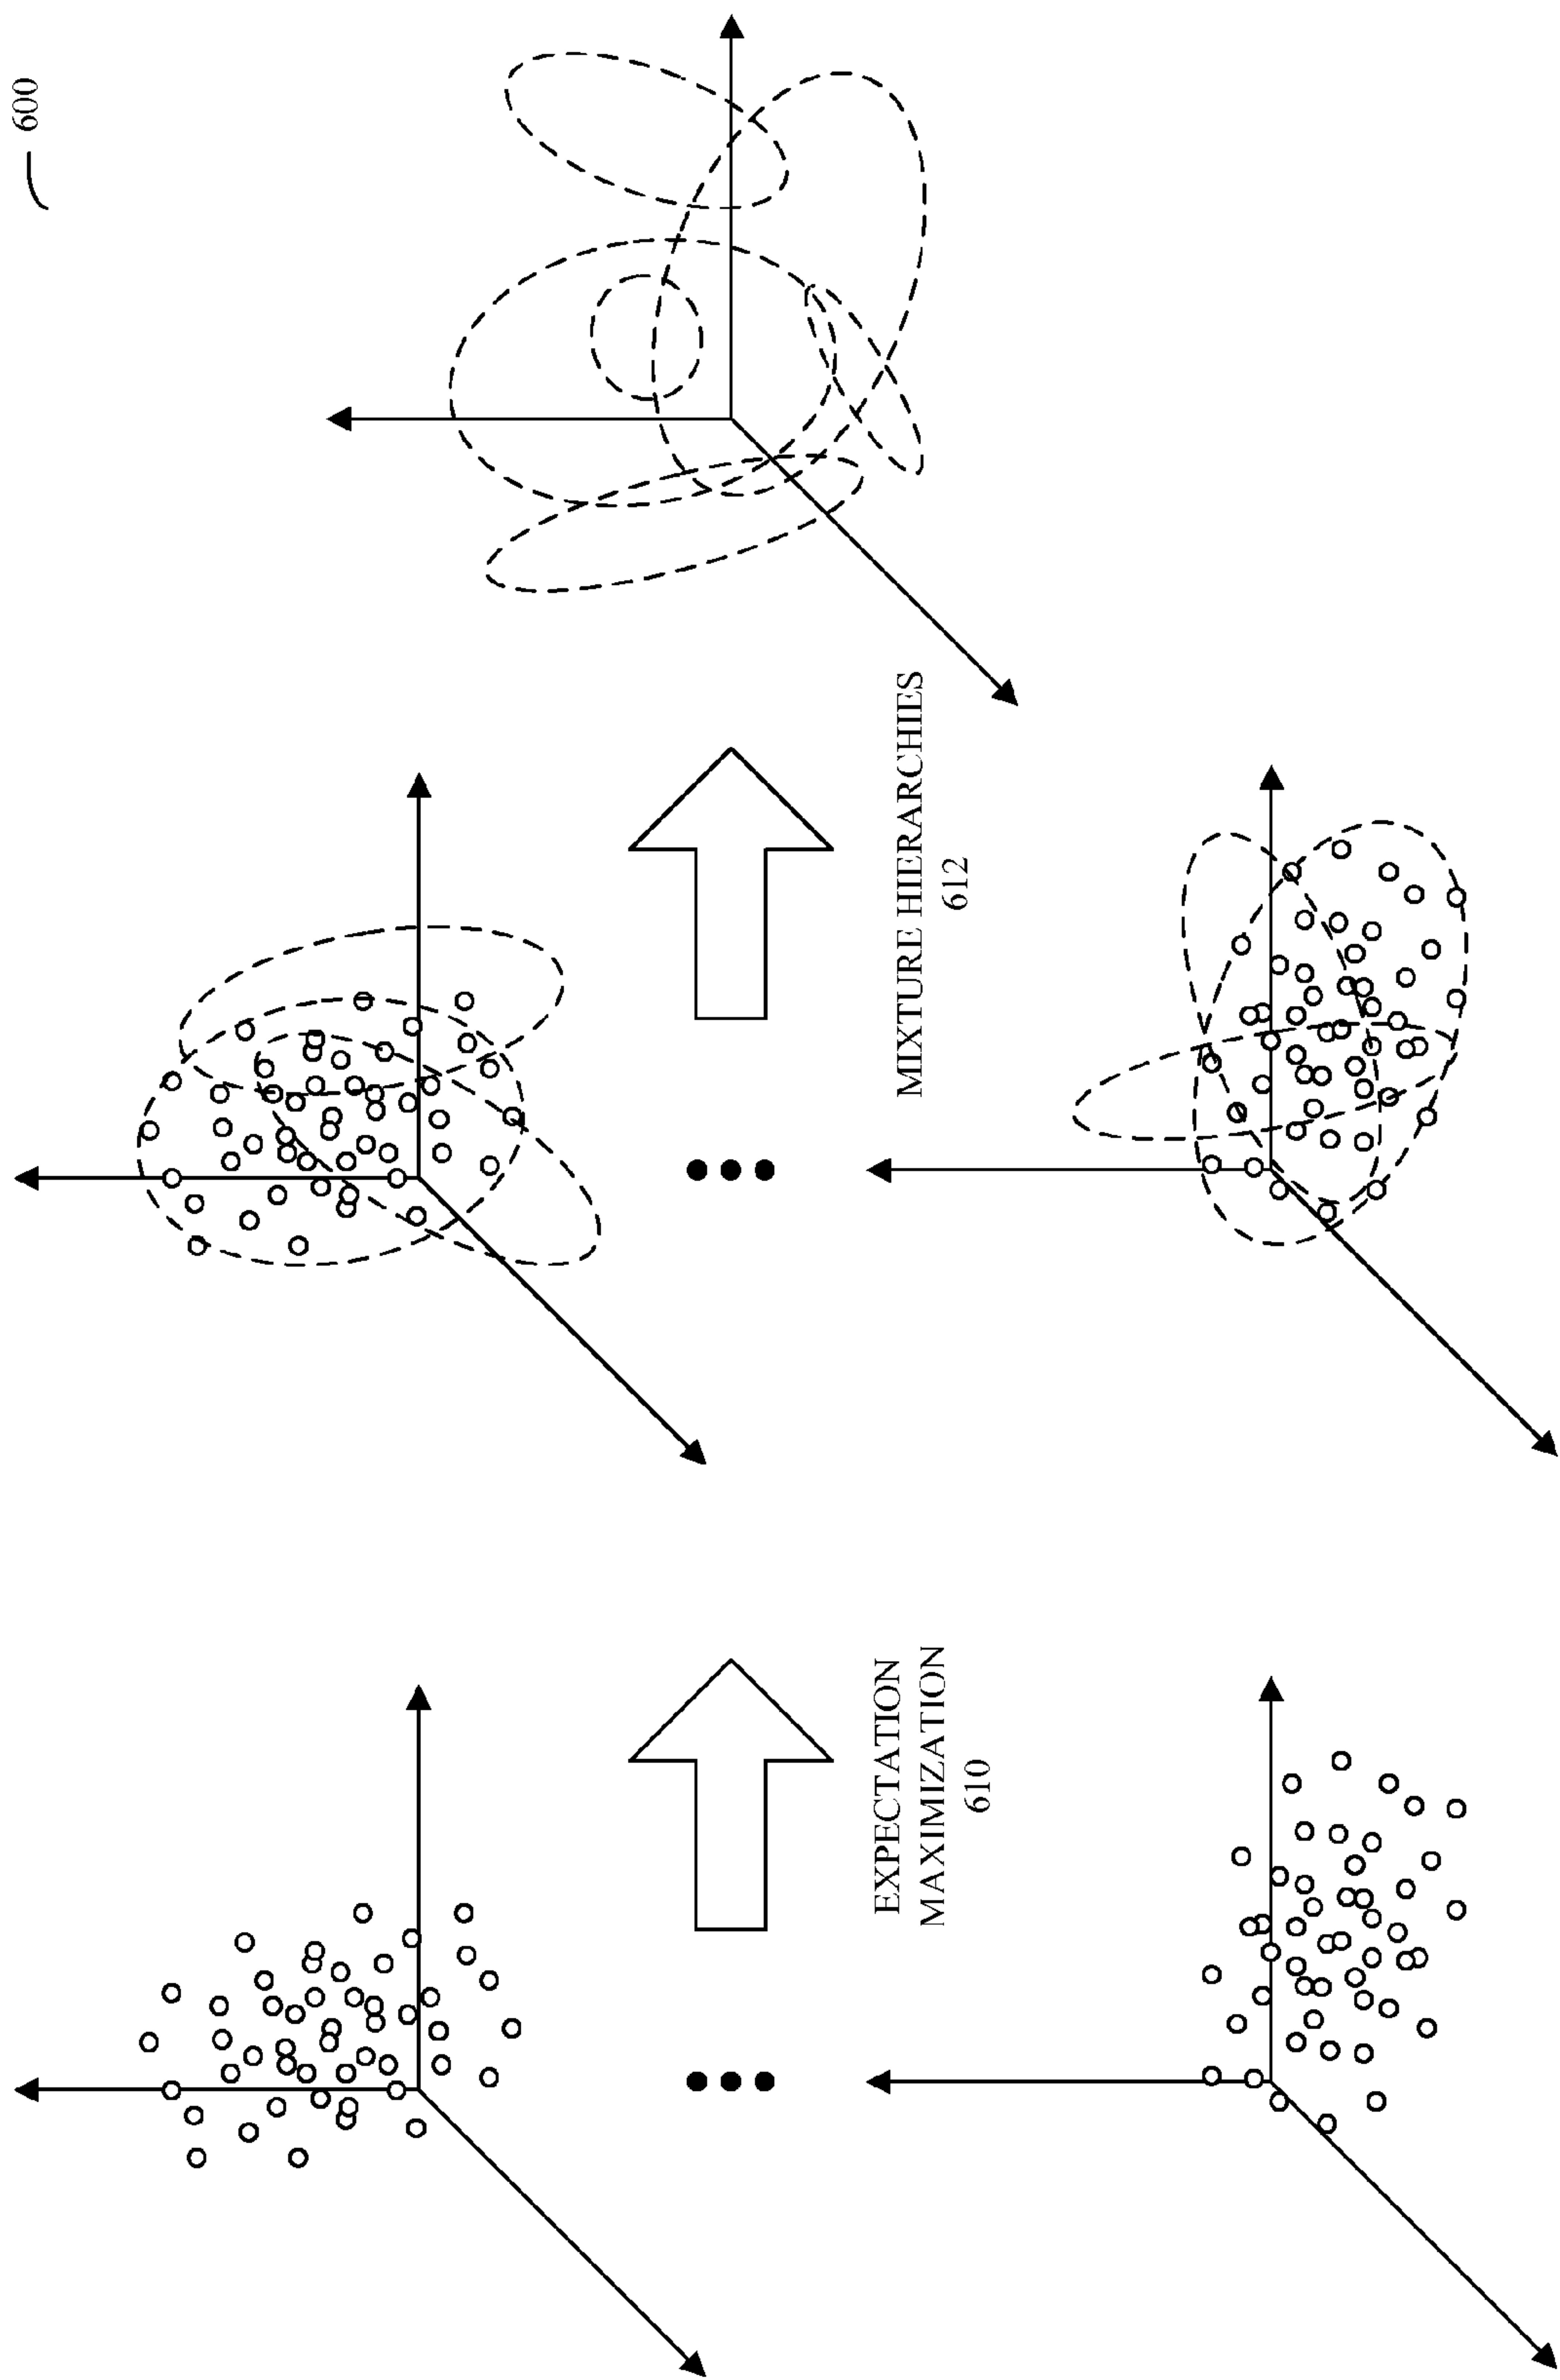 600
EXPECTATION
MAXIMIZATION
610
MIXTURE HIERARCHIES
612